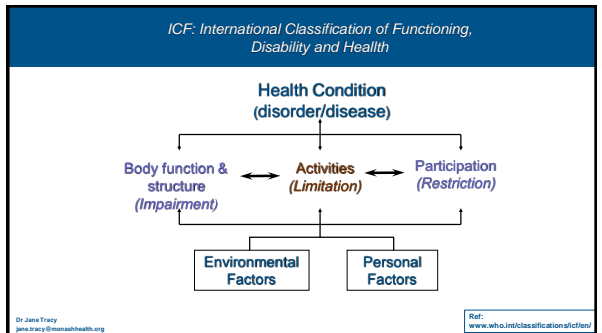 ICF: International Classification of Functioning,
Disability and Heallth
Health Condition
(disorder/disease)
Body function &
structure
(Impairment)
Activities
(Limitation)
Participation
(Restriction)
Environmental
Factors
Personal
Factors
Dr Jane Tracy
jane.tracy@monashhealth.org
Ref:
www.who.int/classifications/icf/en/